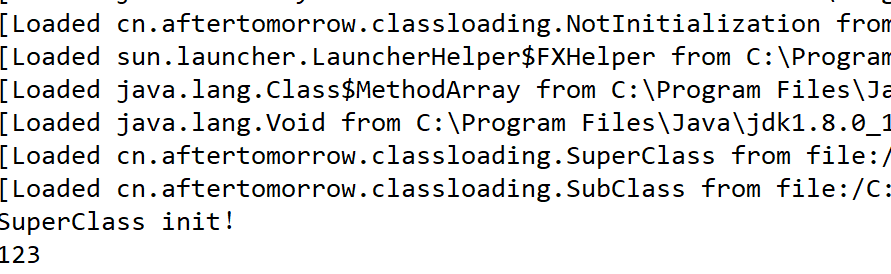 [Loaded cn.aftertomorrow.classloading.NotInitialization from
[Loaded sun.launcher.LauncherHelper$FXHelper from C:\Program
[Loaded java.lang.Class$MethodArray from C:\Program Files\Ja
[Loaded java.lang.Void from C:\Program Files\Java\jdk1.8.0_1
[Loaded cn.aftertomorrow.classloading.SuperClass from file:/
[Loaded cn.aftertomorrow.classloading.SubClass from file:/C:
SuperClass init!
123